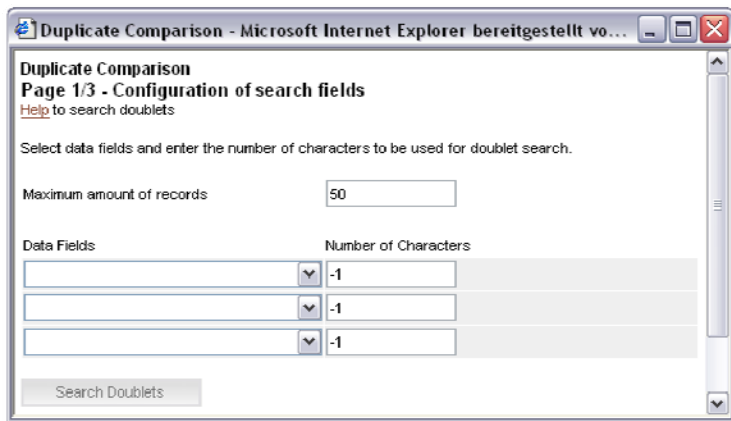 Duplicate Comparison - Microsoft Internet Explorer bereitgestellt vo...
Duplicate Comparison
Page 1/3 - Configuration of search fields
Help to search doublets
Select data fields and enter the number of characters to be used for doublet search.
Maximum amount of records 50
Data Fields Number of Characters
-1
-1
-1
Search Doublets